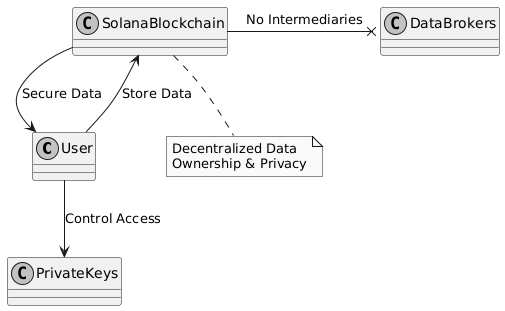 C SolanaBlockchain
No Intermediaries
C DataBrokers
Secure Data
Store Data
C User
Decentralized Data
Ownership & Privacy
Control Access
C PrivateKeys